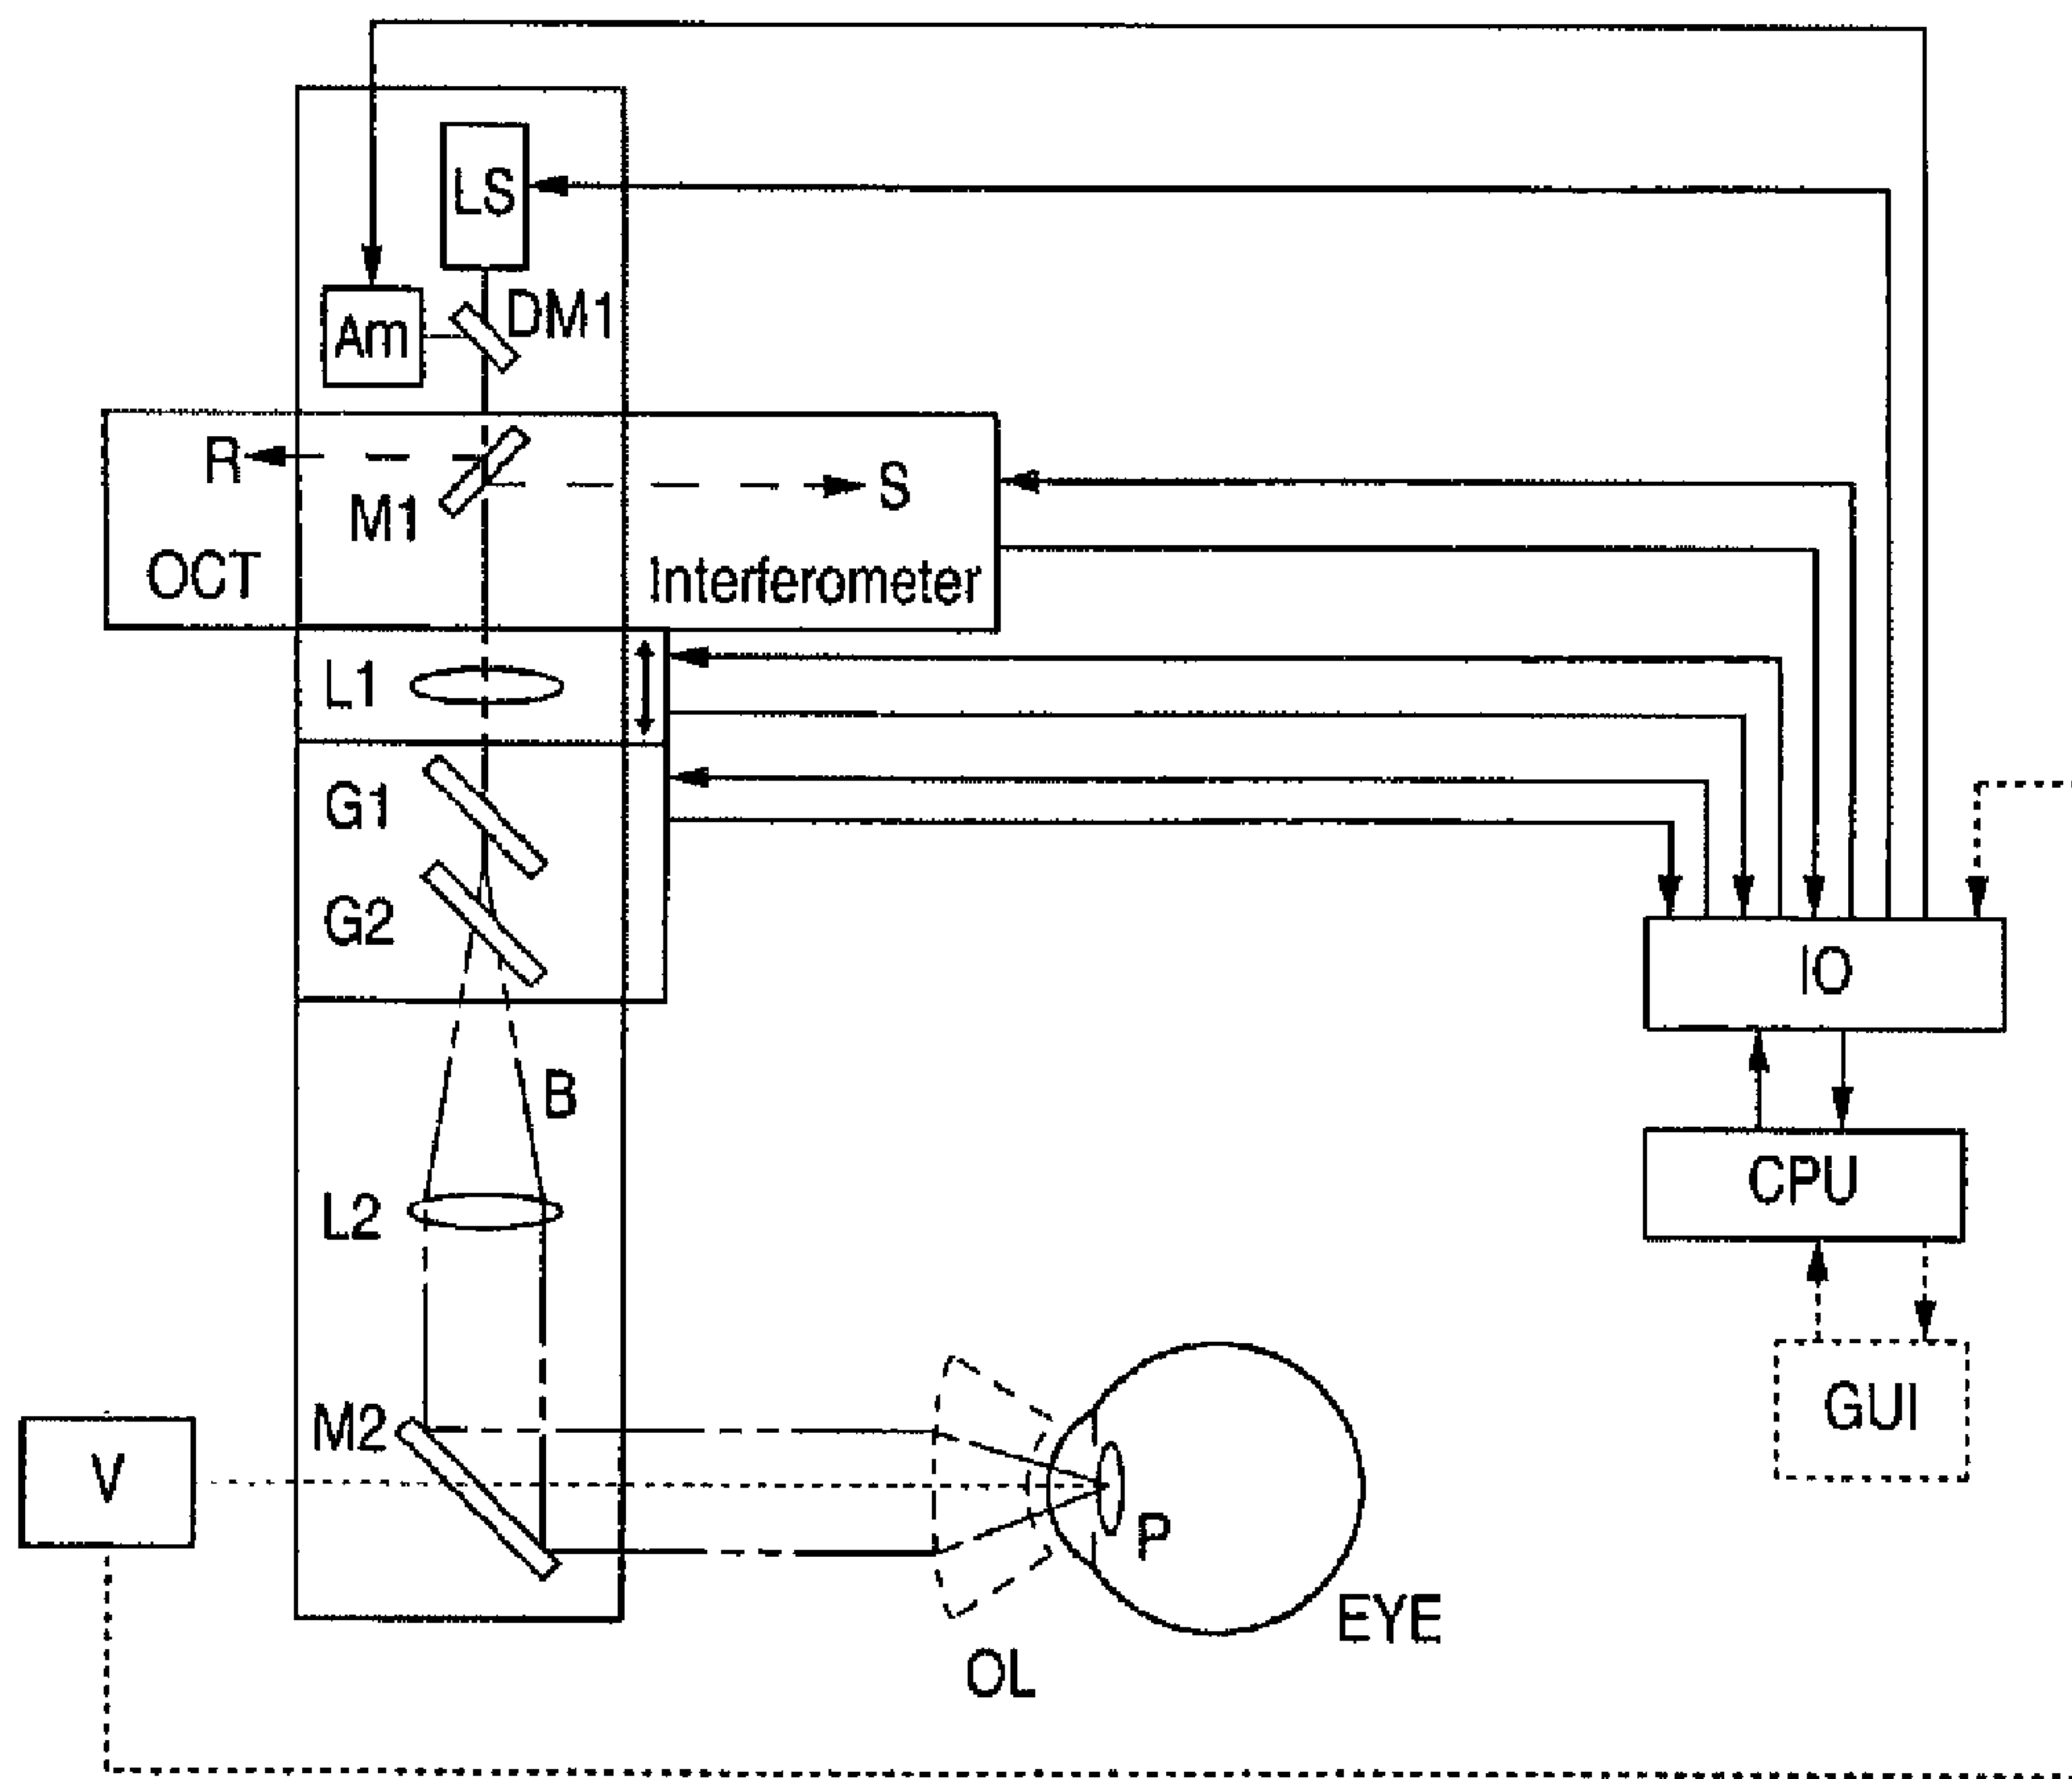 LS
DM1
Am
R
S
M1
OCT
Interferometer
L1
G1
G2
IO
B
CPU
L2
GUI
M2
V
P
EYE
OL